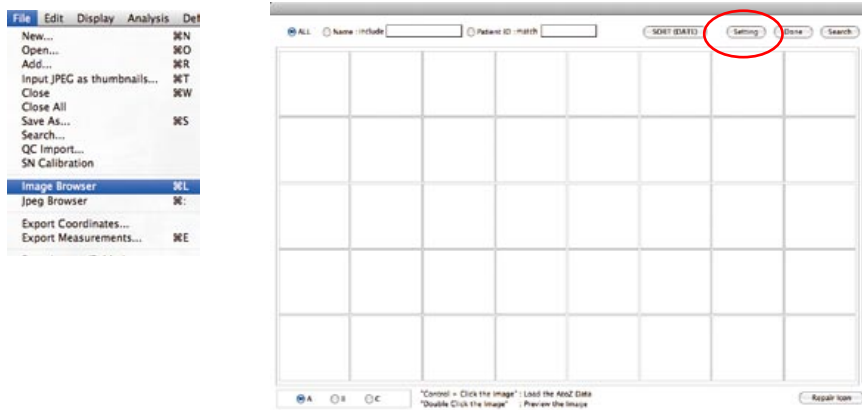 File Edit Display Analysis Def
New... ⌘N
Open... ⌘O
Add... ⌘R
Input JPEG as thumbnails... ⌘T
Close ⌘W
Close All
Save As... ⌘S
Search...
QC Import...
SN Calibration
Image Browser ⌘L
Jpeg Browser ⌘:
Export Coordinates...
Export Measurements... ⌘E
ALL Name : include Patient ID : match SORT (DATE) Setting Done Search
A B C
"Control + Click the Image" : Load the AtoZ Data
"Double Click the Image" : Preview the Image
Repair Icon